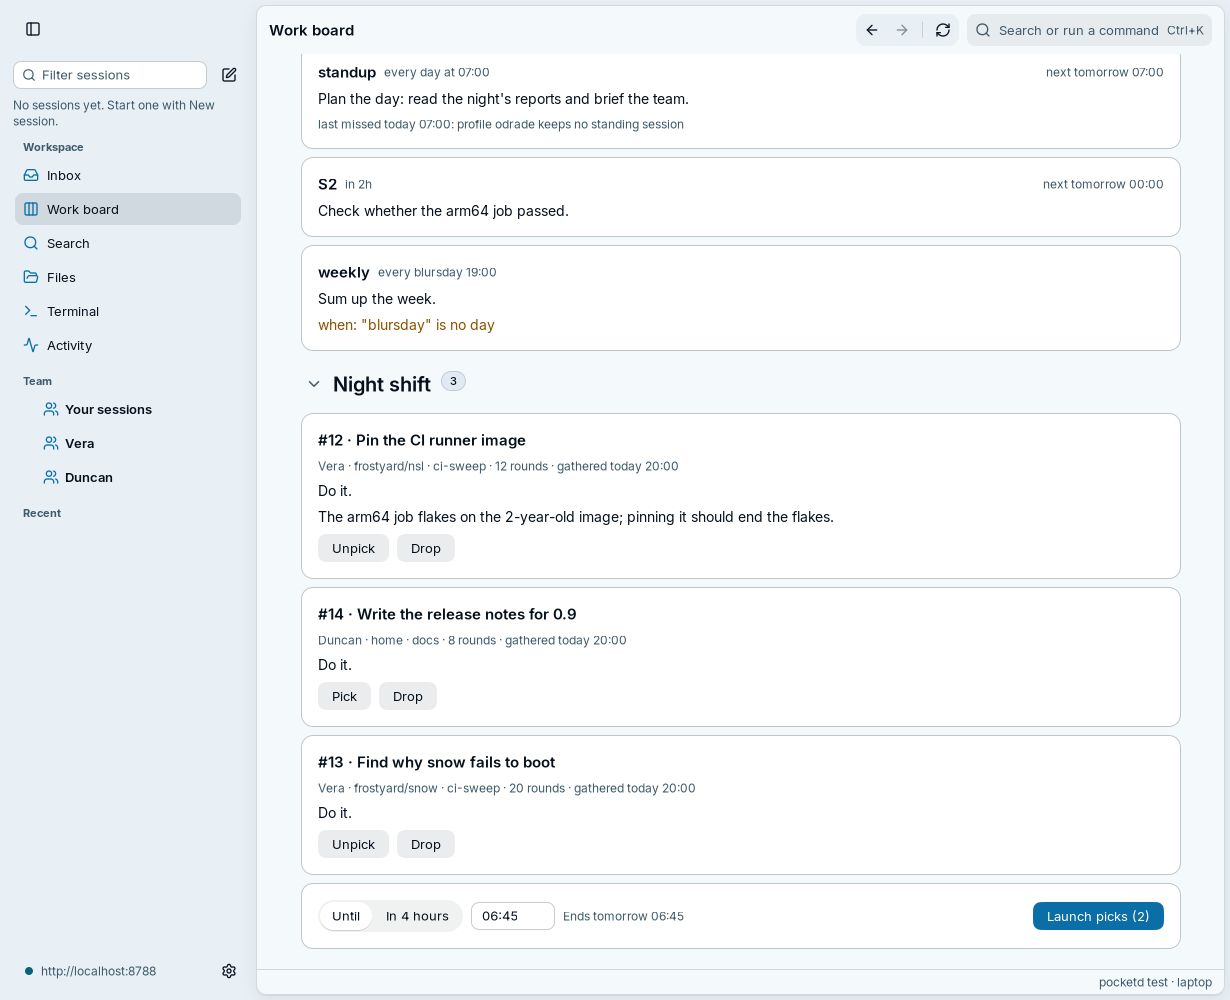 Work board
Search or run a command Ctrl+K
Filter sessions
No sessions yet. Start one with New
session.
Workspace
Inbox
Work board
Search
Files
Terminal
Activity
Team
Your sessions
Vera
Duncan
Recent
http://localhost:8788
standup every day at 07:00 next tomorrow 07:00
Plan the day: read the night's reports and brief the team.
last missed today 07:00: profile odrade keeps no standing session
S2 in 2h next tomorrow 00:00
Check whether the arm64 job passed.
weekly every blursday 19:00
Sum up the week.
when: "blursday" is no day
Night shift 3
#12 · Pin the CI runner image
Vera · frostyard/nsl · ci-sweep · 12 rounds · gathered today 20:00
Do it.
The arm64 job flakes on the 2-year-old image; pinning it should end the flakes.
Unpick Drop
#14 · Write the release notes for 0.9
Duncan · home · docs · 8 rounds · gathered today 20:00
Do it.
Pick Drop
#13 · Find why snow fails to boot
Vera · frostyard/snow · ci-sweep · 20 rounds · gathered today 20:00
Do it.
Unpick Drop
Until In 4 hours 06:45 Ends tomorrow 06:45 Launch picks (2)
pocketd test · laptop